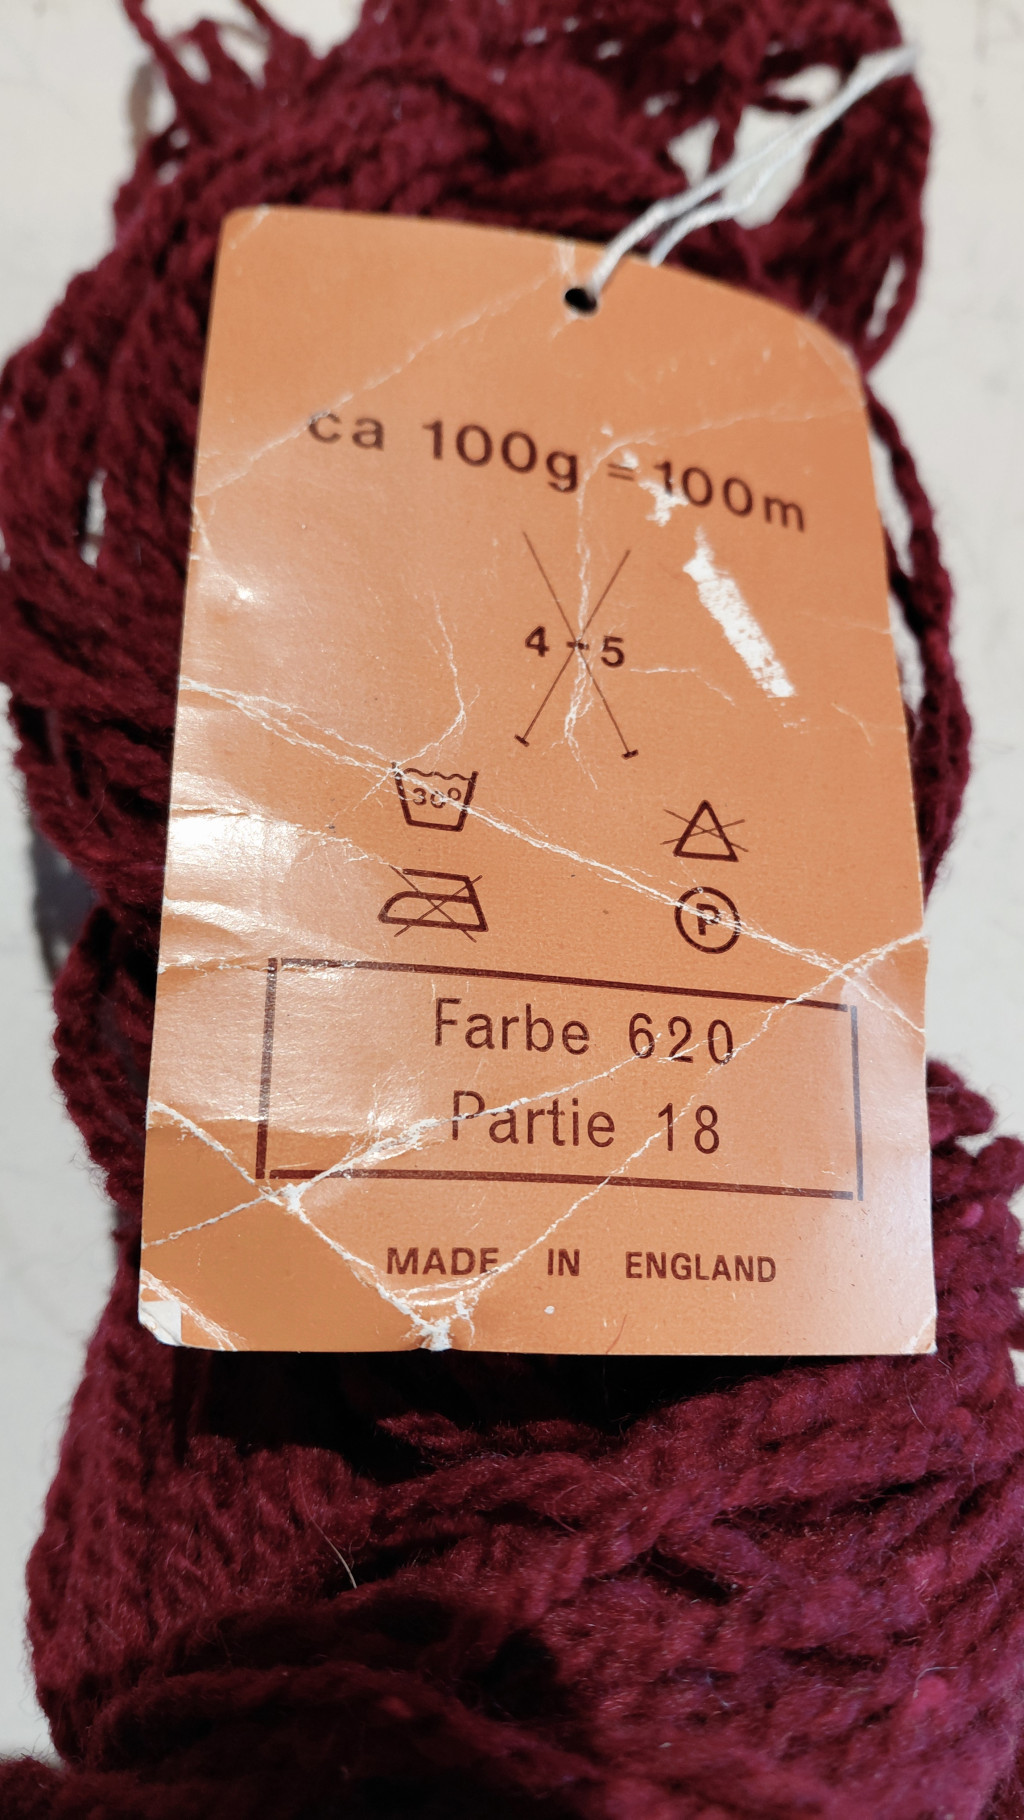 ca 100g = 100m
4-5
30°
P
Farbe 620
Partie 18
MADE IN ENGLAND